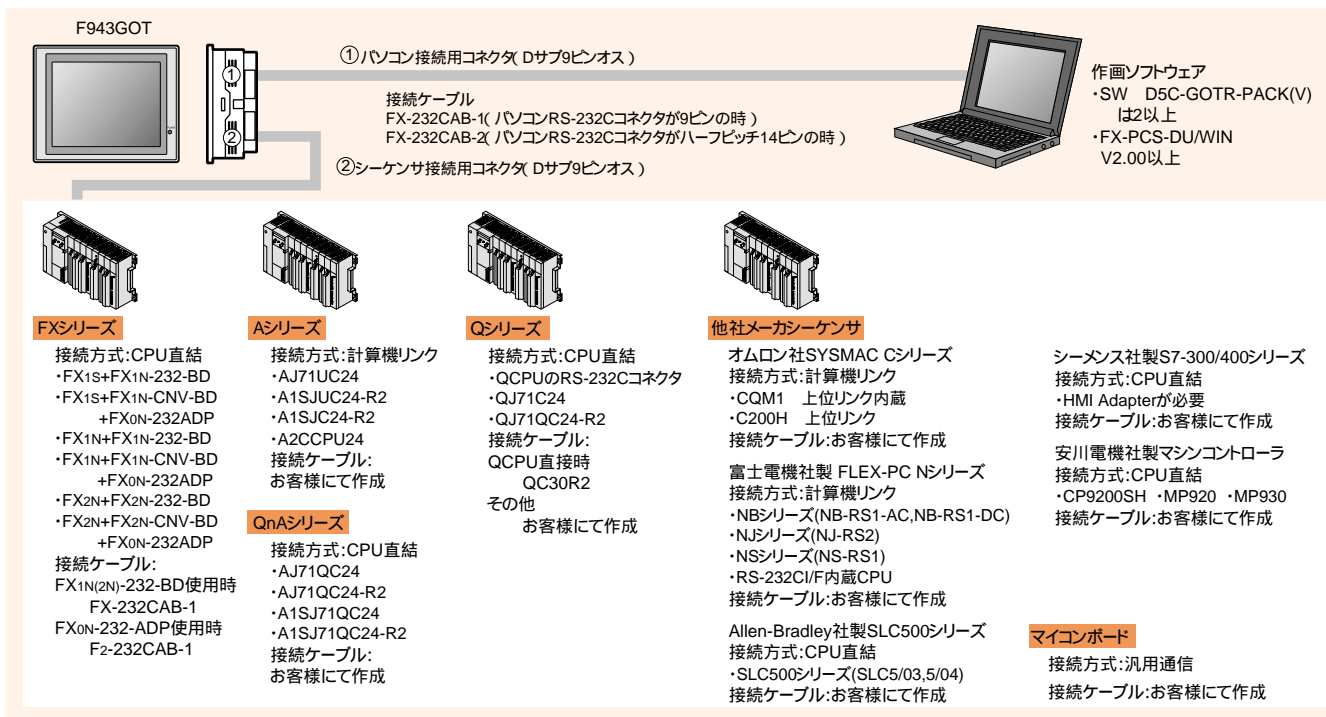 F943GOT
①パソコン接続用コネクタ( Dサブ9ピンオス )
接続ケーブル
FX-232CAB-1( パソコンRS-232Cコネクタが9ピンの時 )
FX-232CAB-2( パソコンRS-232Cコネクタがハーフピッチ14ピンの時 )
②シーケンサ接続用コネクタ( Dサブ9ピンオス )
①
②
作画ソフトウェア
・SW　D5C-GOTR-PACK(V)
は2以上
・FX-PCS-DU/WIN
V2.00以上
FXシリーズ
接続方式:CPU直結
・FX1S+FX1N-232-BD
・FX1S+FX1N-CNV-BD
+FX0N-232ADP
・FX1N+FX1N-232-BD
・FX1N+FX1N-CNV-BD
+FX0N-232ADP
・FX2N+FX2N-232-BD
・FX2N+FX2N-CNV-BD
+FX0N-232ADP
接続ケーブル:
FX1N(2N)-232-BD使用時
FX-232CAB-1
FX0N-232-ADP使用時
F2-232CAB-1
Aシリーズ
接続方式:計算機リンク
・AJ71UC24
・A1SJUC24-R2
・A1SJC24-R2
・A2CCPU24
接続ケーブル:
お客様にて作成
QnAシリーズ
接続方式:CPU直結
・AJ71QC24
・AJ71QC24-R2
・A1SJ71QC24
・A1SJ71QC24-R2
接続ケーブル:
お客様にて作成
Qシリーズ
接続方式:CPU直結
・QCPUのRS-232Cコネクタ
・QJ71C24
・QJ71QC24-R2
接続ケーブル:
QCPU直接時
QC30R2
その他
お客様にて作成
他社メーカシーケンサ
オムロン社SYSMAC Cシリーズ
接続方式:計算機リンク
・CQM1　上位リンク内蔵
・C200H　上位リンク
接続ケーブル:お客様にて作成
富士電機社製 FLEX-PC Nシリーズ
接続方式:計算機リンク
・NBシリーズ(NB-RS1-AC,NB-RS1-DC)
・NJシリーズ(NJ-RS2)
・NSシリーズ(NS-RS1)
・RS-232CI/F内蔵CPU
接続ケーブル:お客様にて作成
Allen-Bradley社製SLC500シリーズ
接続方式:CPU直結
・SLC500シリーズ(SLC5/03,5/04)
接続ケーブル:お客様にて作成
シーメンス社製S7-300/400シリーズ
接続方式:CPU直結
・HMI Adapterが必要
接続ケーブル:お客様にて作成
安川電機社製マシンコントローラ
接続方式:CPU直結
・CP9200SH ・MP920 ・MP930
接続ケーブル:お客様にて作成
マイコンボード
接続方式:汎用通信
接続ケーブル:お客様にて作成